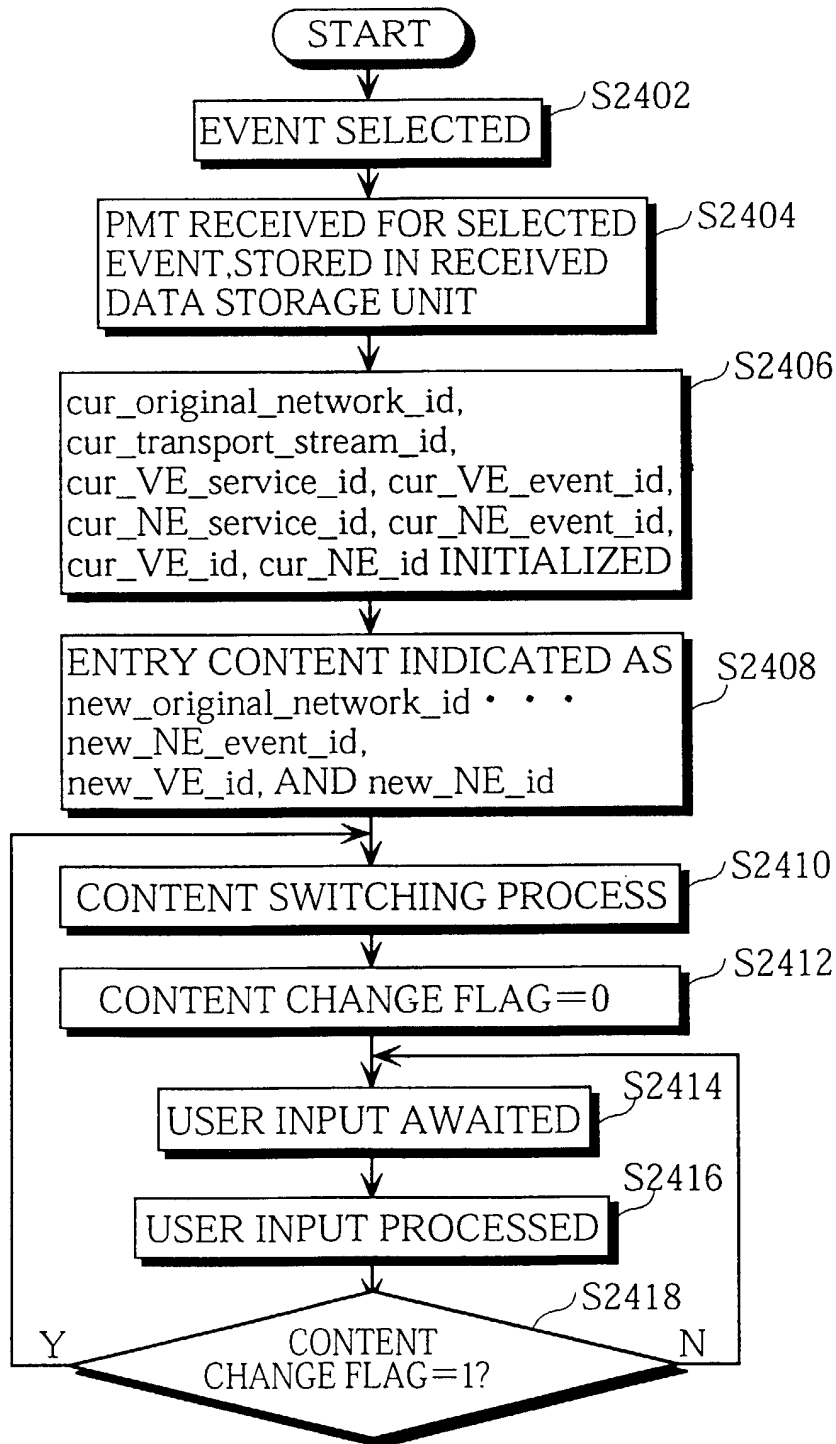 START
S2402
EVENT SELECTED
S2404
PMT RECEIVED FOR SELECTED
EVENT,STORED IN RECEIVED
DATA STORAGE UNIT
S2406
cur_original_network_id,
cur_transport_stream_id,
cur_VE_service_id, cur_VE_event_id,
cur_NE_service_id, cur_NE_event_id,
cur_VE_id, cur_NE_id INITIALIZED
S2408
ENTRY CONTENT INDICATED AS
new_original_network_id · · ·
new_NE_event_id,
new_VE_id, AND new_NE_id
S2410
CONTENT SWITCHING PROCESS
S2412
CONTENT CHANGE FLAG=0
S2414
USER INPUT AWAITED
S2416
USER INPUT PROCESSED
S2418
Y
N
CONTENT
CHANGE FLAG=1?